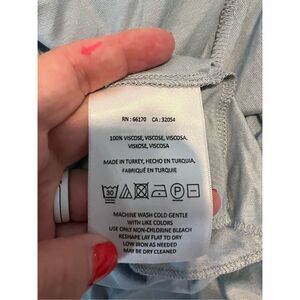 RN : 66170 CA : 32054
100% VISCOSE, VISCOSE, VISCOSA,
VISKOSE, VISCOSA
MADE IN TURKEY, HECHO EN TURQUIA,
FABRIQUÉ EN TURQUIE
30 P
MACHINE WASH COLD GENTLE
WITH LIKE COLORS
USE ONLY NON-CHLORINE BLEACH
RESHAPE LAY FLAT TO DRY
LOW IRON AS NEEDED
MAY BE DRY CLEANED